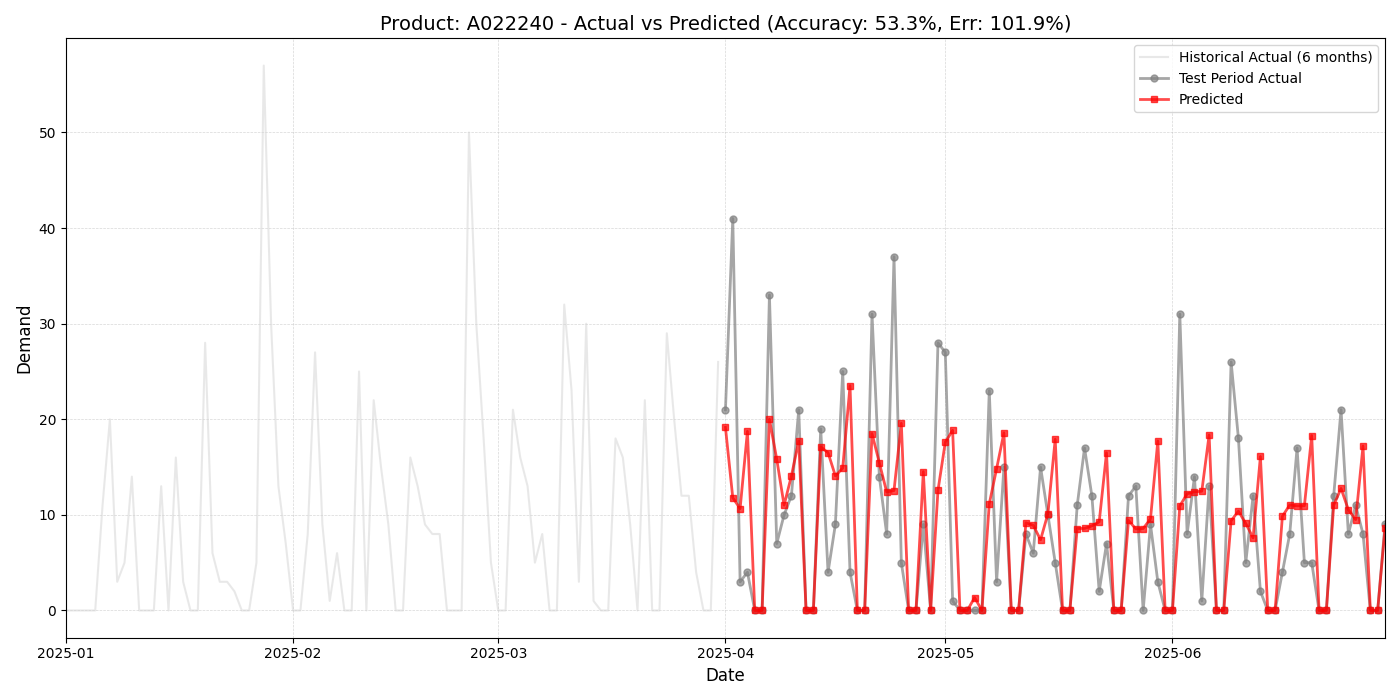 Product: A022240 - Actual vs Predicted (Accuracy: 53.3%, Err: 101.9%)
Historical Actual (6 months)
Test Period Actual
Predicted
Demand
50
40
30
20
10
0
2025-01
2025-02
2025-03
2025-04
2025-05
2025-06
Date